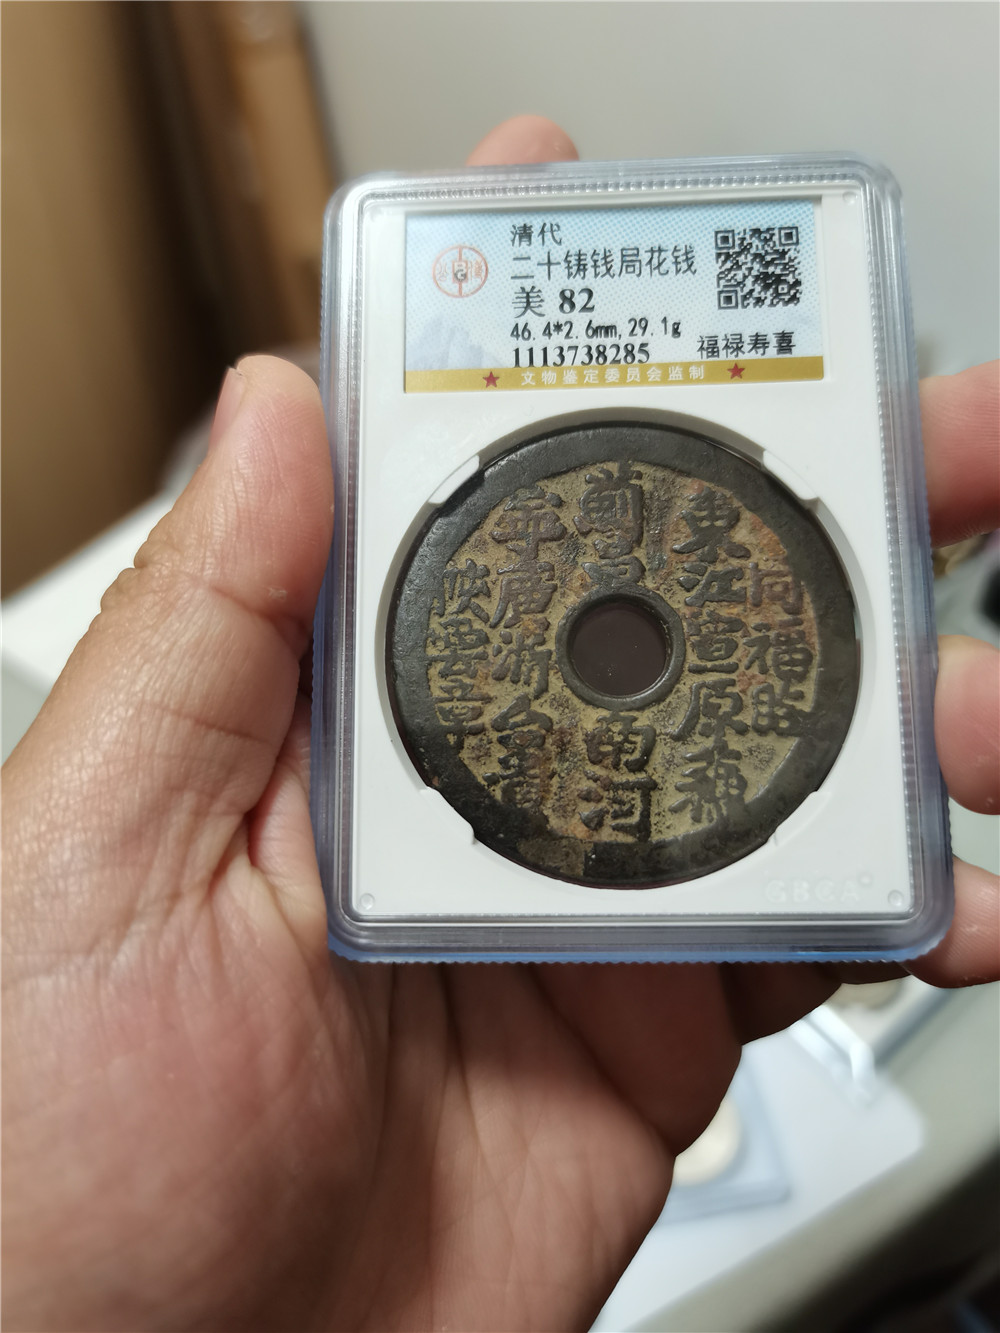 清代
二十铸钱局花钱
美 82
46.4*2.6mm,29.1g
1113738285
福禄寿喜
★ 文物鉴定委员会监制 ★
同福臨
東江宣原蘇
薊昌南河
寧廣浙台桂
陝雲
GBCA